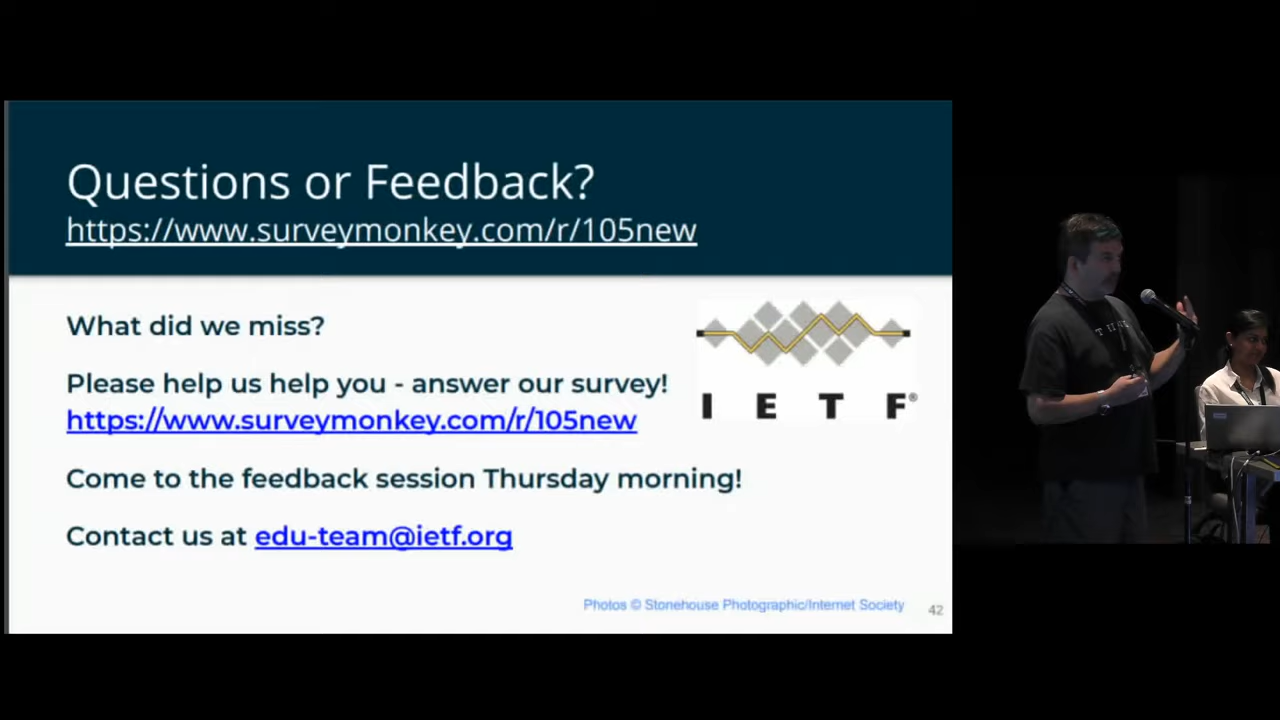 Questions or Feedback?
https://www.surveymonkey.com/r/105new
What did we miss?
Please help us help you - answer our survey!
https://www.surveymonkey.com/r/105new
I E T F®
Come to the feedback session Thursday morning!
Contact us at edu-team@ietf.org
Photos © Stonehouse Photographic/Internet Society
42